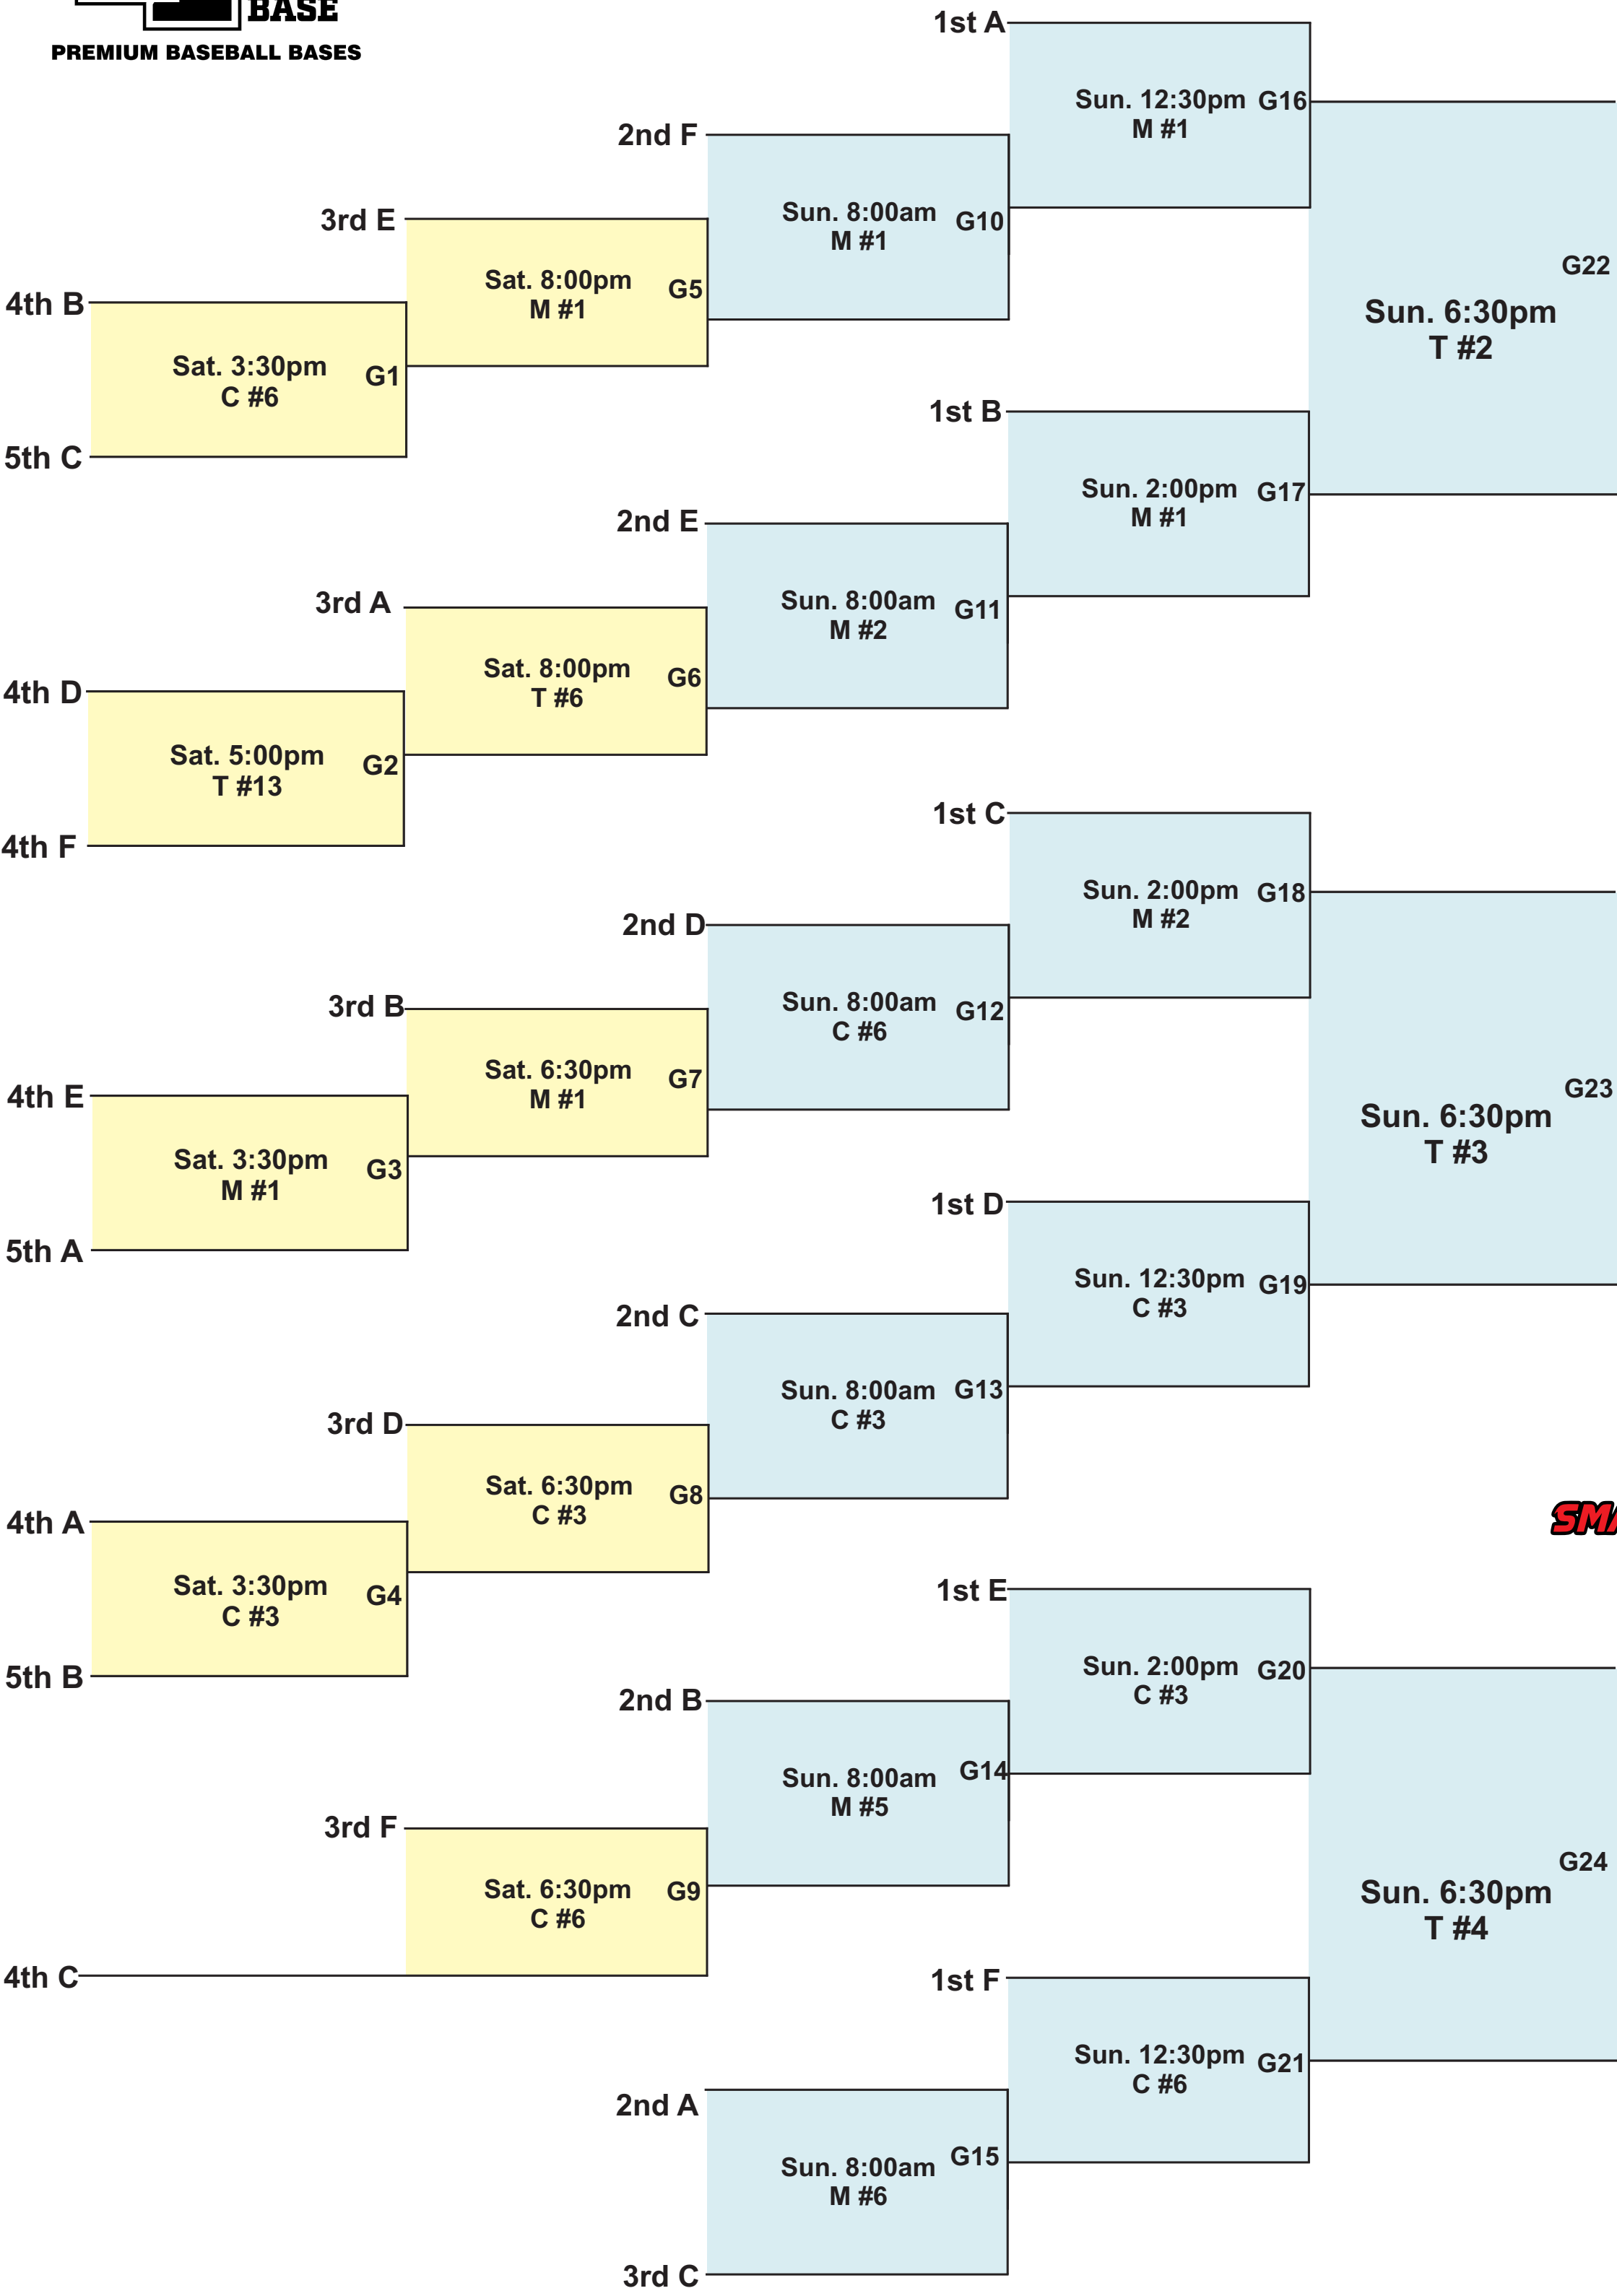 BASE
PREMIUM BASEBALL BASES
1st A
Sun. 12:30pm G16
M #1
2nd F
Sun. 8:00am G10
M #1
3rd E
Sat. 8:00pm G5
M #1
G22
4th B
Sun. 6:30pm
T #2
Sat. 3:30pm G1
C #6
1st B
5th C
Sun. 2:00pm G17
M #1
2nd E
3rd A
Sun. 8:00am G11
M #2
Sat. 8:00pm G6
T #6
4th D
Sat. 5:00pm G2
T #13
1st C
4th F
Sun. 2:00pm G18
M #2
2nd D
3rd B
Sun. 8:00am G12
C #6
Sat. 6:30pm G7
M #1
G23
4th E
Sun. 6:30pm
T #3
Sat. 3:30pm G3
M #1
1st D
5th A
Sun. 12:30pm G19
C #3
2nd C
Sun. 8:00am G13
C #3
3rd D
Sat. 6:30pm G8
C #3
4th A
SMA
Sat. 3:30pm G4
C #3
1st E
5th B
Sun. 2:00pm G20
C #3
2nd B
Sun. 8:00am G14
M #5
3rd F
G24
Sat. 6:30pm G9
C #6
Sun. 6:30pm
T #4
4th C
1st F
Sun. 12:30pm G21
C #6
2nd A
Sun. 8:00am G15
M #6
3rd C